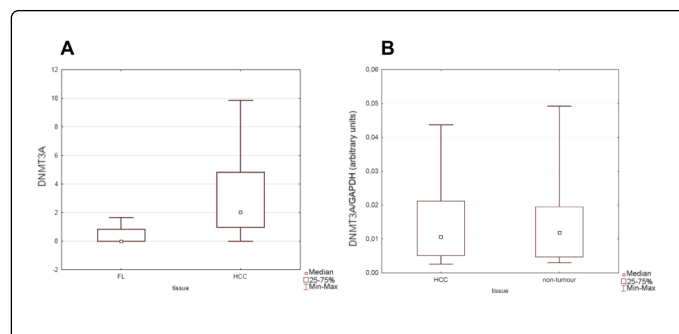 A
B
DNMT3A
12
10
8
6
4
2
0
-2
FL
HCC
tissue
Median
25-75%
Min-Max
DNMT3A/GAPDH (arbitrary units)
0,06
0,05
0,04
0,03
0,02
0,01
0,00
HCC
non-tumour
tissue
Median
25-75%
Min-Max